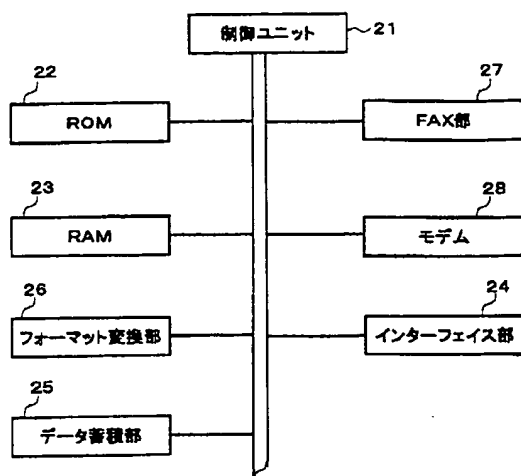 制御ユニット
21
22
ROM
27
FAX部
23
RAM
28
モデム
26
フォーマット変換部
24
インターフェイス部
25
データ蓄積部